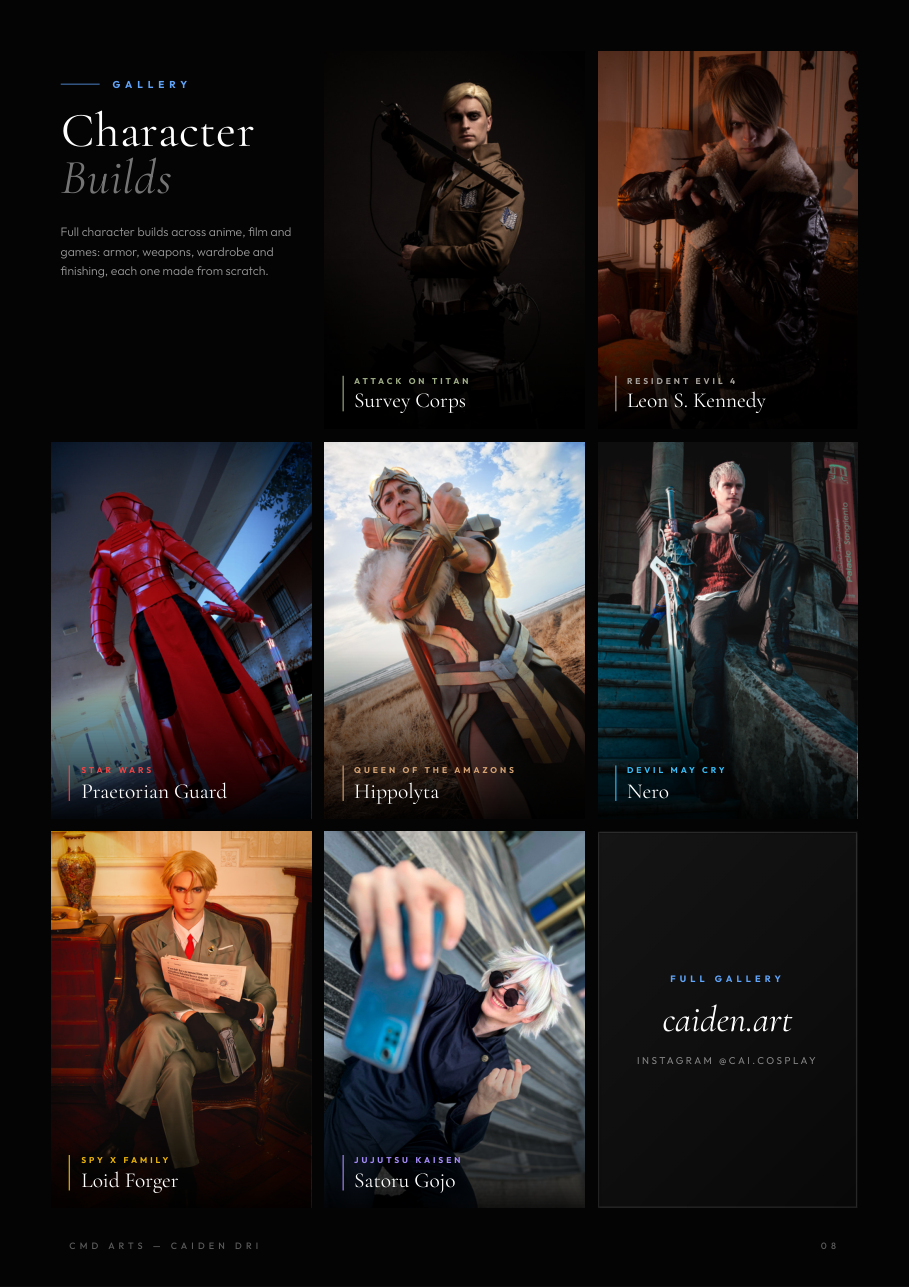 GALLERY
Character
Builds
Full character builds across anime, film and
games: armor, weapons, wardrobe and
finishing, each one made from scratch.
ATTACK ON TITAN
Survey Corps
RESIDENT EVIL 4
Leon S. Kennedy
STAR WARS
Praetorian Guard
QUEEN OF THE AMAZONS
Hippolyta
DEVIL MAY CRY
Nero
SPY X FAMILY
Loid Forger
JUJUTSU KAISEN
Satoru Gojo
FULL GALLERY
caiden.art
INSTAGRAM @CAI.COSPLAY
CMD ARTS — CAIDEN DRI
08